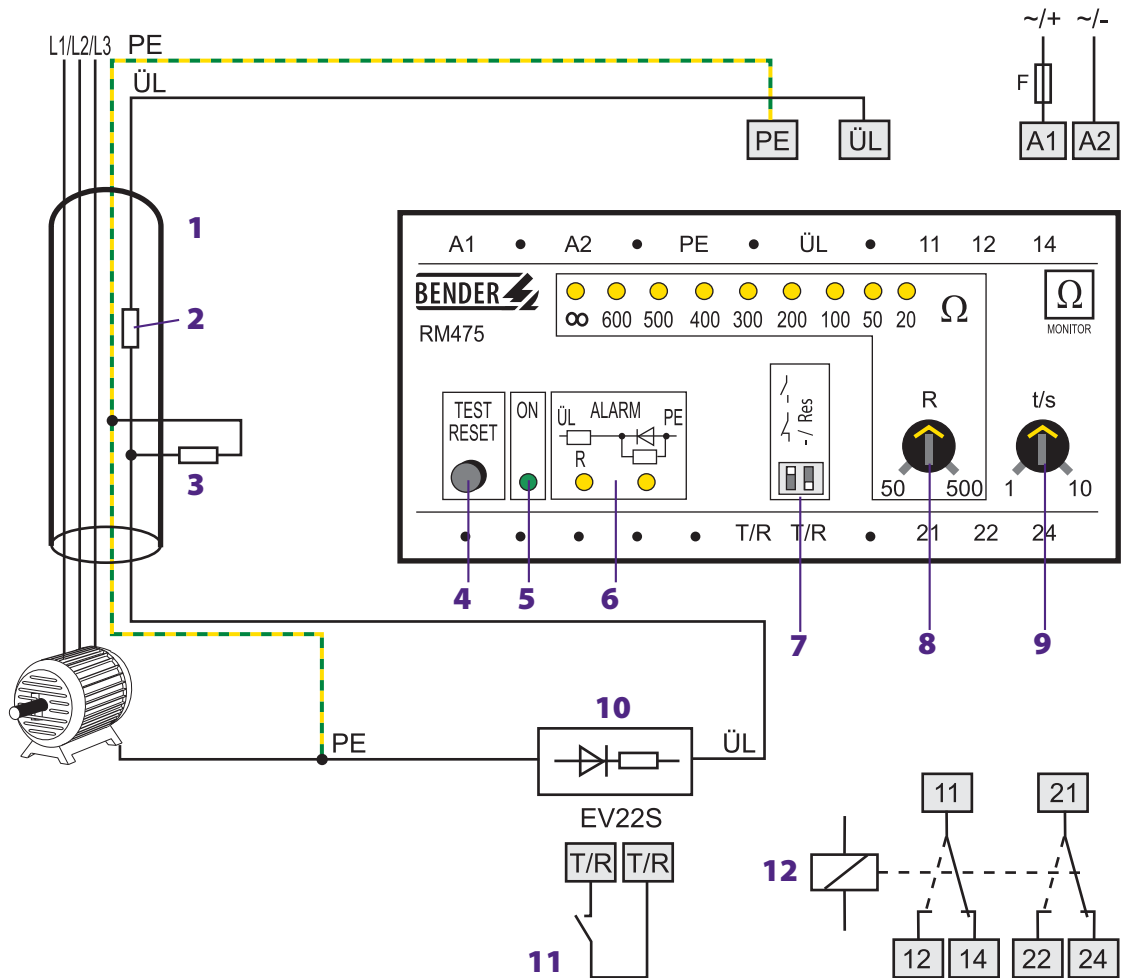 ~/+ ~/-
L1/L2/L3 PE
ÜL
F
PE ÜL A1 A2
1
A1 • A2 • PE • ÜL • 11 12 14
BENDER
∞ 600 500 400 300 200 100 50 20 Ω
Ω
MONITOR
RM475
2
TEST
RESET
ON
ALARM
ÜL PE
R
- / Res
R
t/s
50 500
1 10
3
• • • • • T/R T/R • 21 22 24
4 5 6 7 8 9
10
PE ÜL
EV22S
T/R T/R
11
12
11 21
12 14 22 24